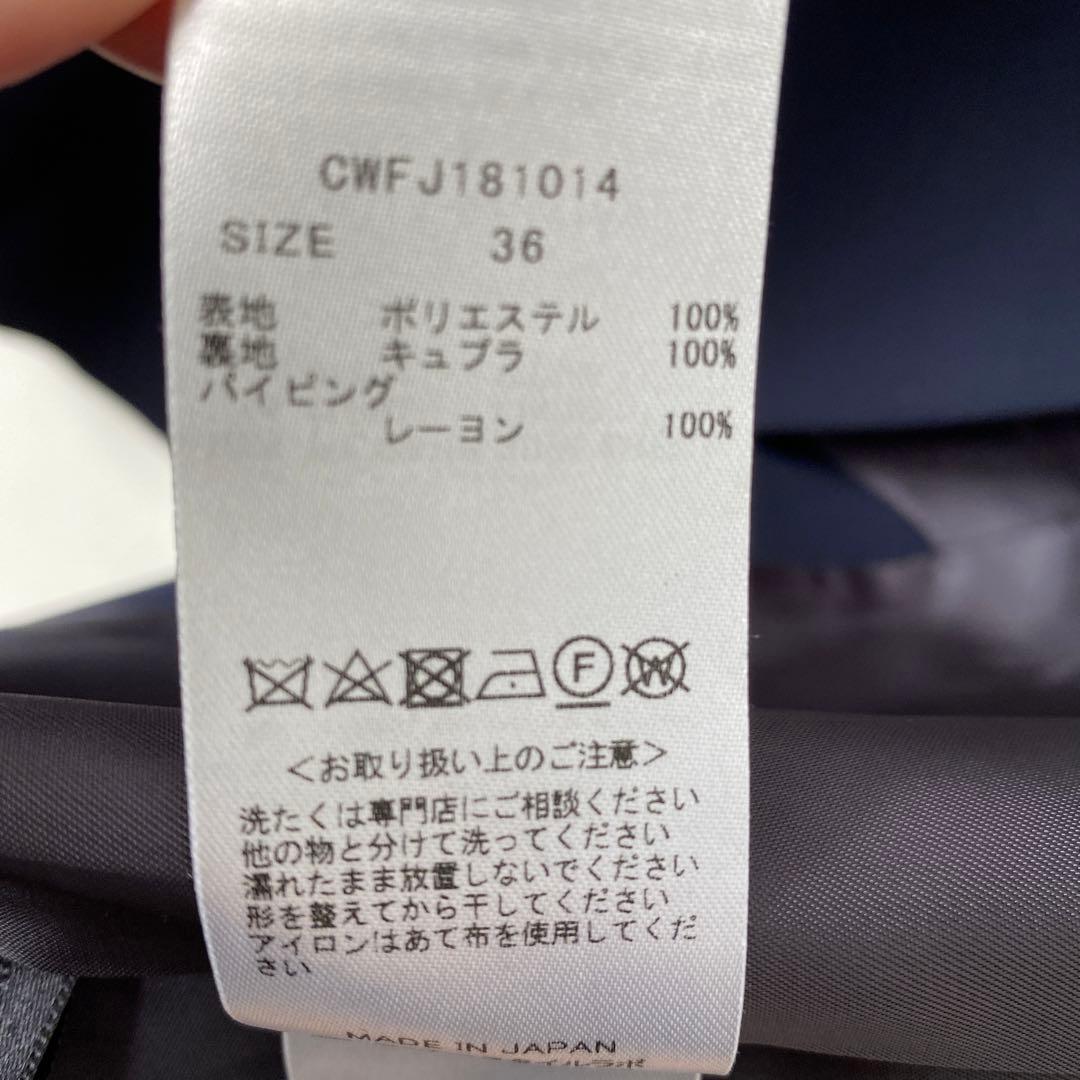 CWFJ181014
SIZE 36
表地 ポリエステル 100%
裏地 キュプラ 100%
パイピング
レーヨン 100%
F W
<お取り扱い上のご注意>
洗たくは専門店にご相談ください
他の物と分けて洗ってください
濡れたまま放置しないでください
形を整えてから干してください
アイロンはあて布を使用してくだ
さい
MADE IN JAPAN